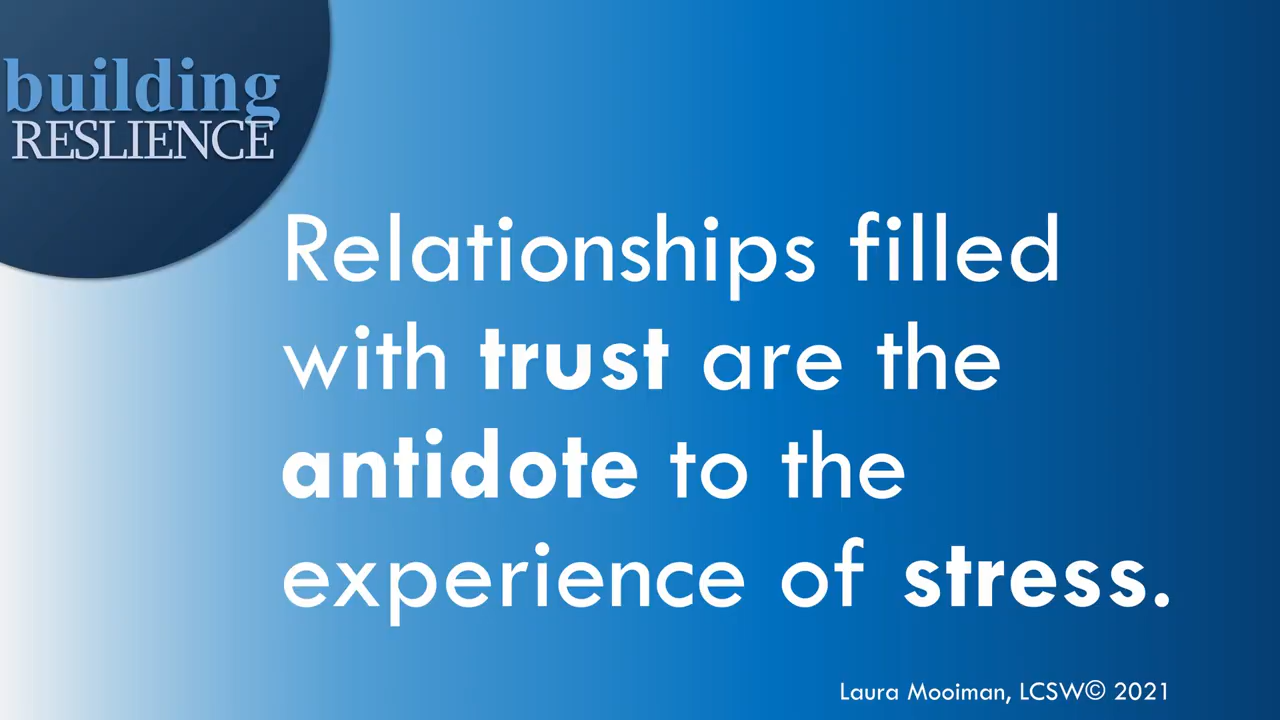 building
RESLIENCE
Relationships filled
with trust are the
antidote to the
experience of stress.
Laura Mooiman, LCSW© 2021